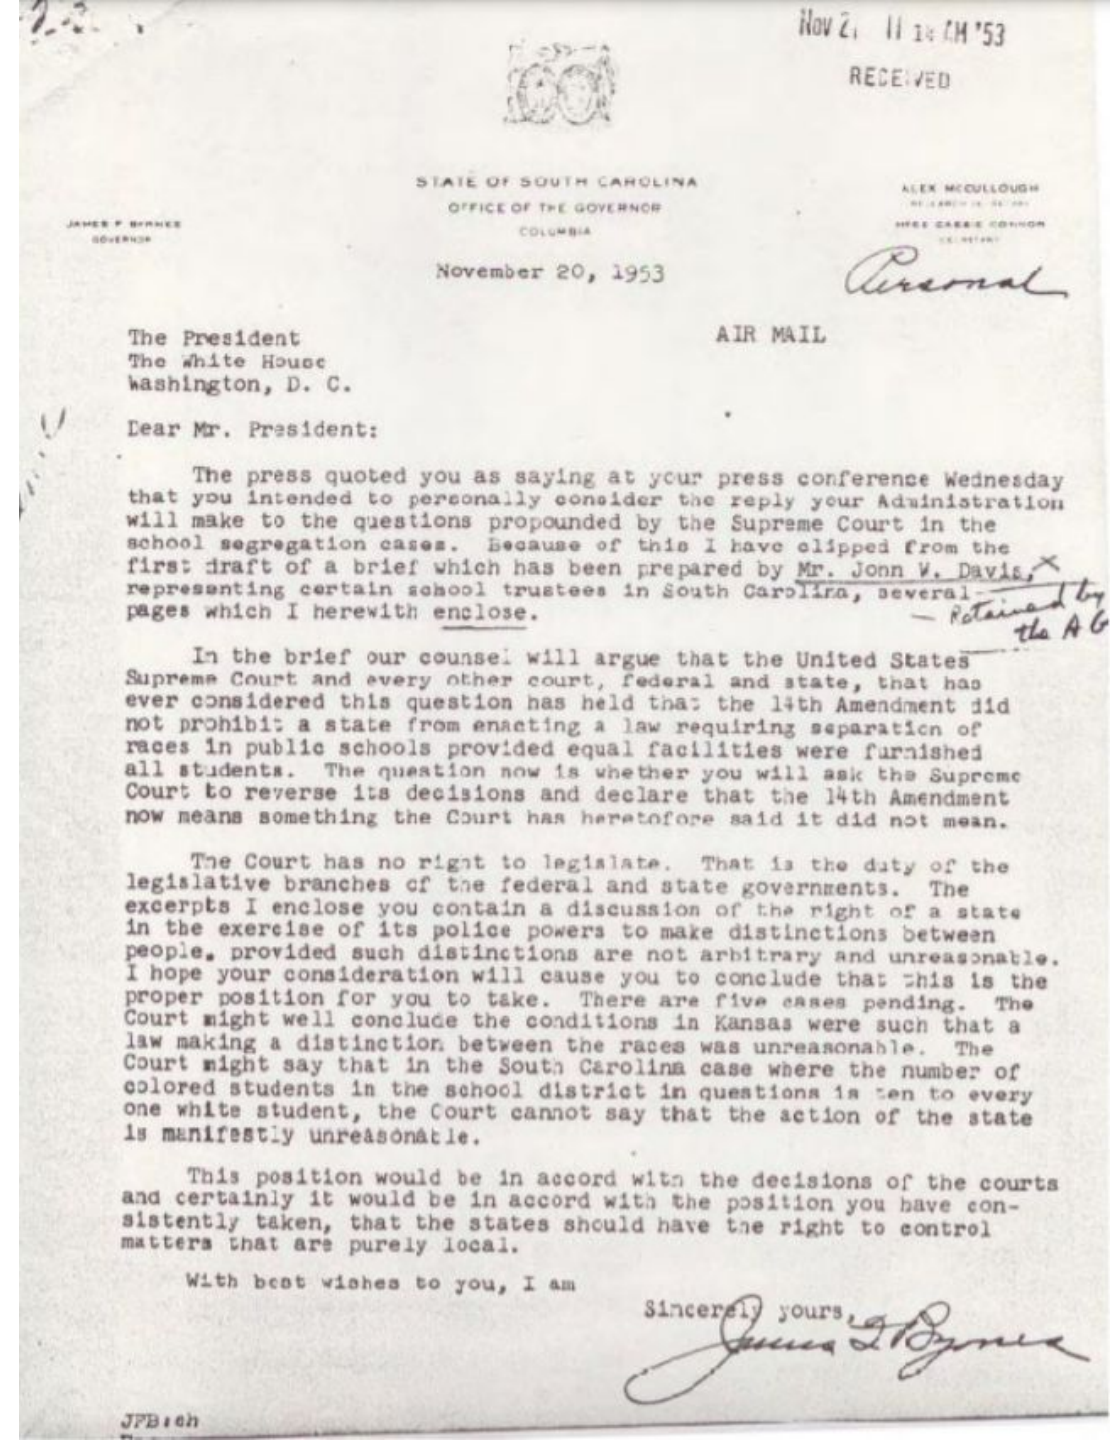 Nov 2, 11 18 AM '53
RECEIVED
STATE OF SOUTH CAROLINA
OFFICE OF THE GOVERNOR
COLUMBIA
JAMES F BYRNES
GOVERNOR
ALEX MCCULLOUGH
MISS CASSIE CONNOR
SECRETARY
November 20, 1953
Personal
AIR MAIL
The President
The White House
Washington, D. C.
Dear Mr. President:
The press quoted you as saying at your press conference Wednesday
that you intended to personally consider the reply your Administration
will make to the questions propounded by the Supreme Court in the
school segregation cases. Because of this I have clipped from the
first draft of a brief which has been prepared by Mr. John W. Davis, x
representing certain school trustees in South Carolina, several
pages which I herewith enclose.
— Retained by
the A G
In the brief our counsel will argue that the United States
Supreme Court and every other court, federal and state, that has
ever considered this question has held that the 14th Amendment did
not prohibit a state from enacting a law requiring separation of
races in public schools provided equal facilities were furnished
all students. The question now is whether you will ask the Supreme
Court to reverse its decisions and declare that the 14th Amendment
now means something the Court has heretofore said it did not mean.
The Court has no right to legislate. That is the duty of the
legislative branches of the federal and state governments. The
excerpts I enclose you contain a discussion of the right of a state
in the exercise of its police powers to make distinctions between
people, provided such distinctions are not arbitrary and unreasonable.
I hope your consideration will cause you to conclude that this is the
proper position for you to take. There are five cases pending. The
Court might well conclude the conditions in Kansas were such that a
law making a distinction between the races was unreasonable. The
Court might say that in the South Carolina case where the number of
colored students in the school district in questions is ten to every
one white student, the Court cannot say that the action of the state
is manifestly unreasonable.
This position would be in accord with the decisions of the courts
and certainly it would be in accord with the position you have con-
sistently taken, that the states should have the right to control
matters that are purely local.
With best wishes to you, I am
Sincerely yours,
James F Byrnes
JFB:eh